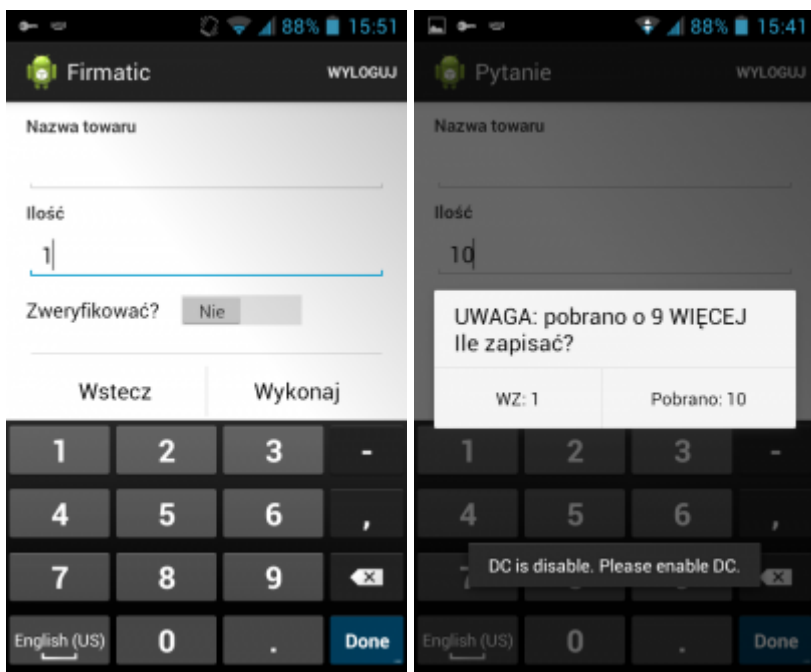 88% 15:51
Firmatic WYLOGUJ
Nazwa towaru
Ilość
1
Zweryfikować? Nie
Wstecz Wykonaj
1 2 3 -
4 5 6 ,
7 8 9
English (US) 0 . Done
88% 15:41
Pytanie WYLOGUJ
Nazwa towaru
Ilość
10
UWAGA: pobrano o 9 WIĘCEJ
Ile zapisać?
WZ: 1 Pobrano: 10
1 2 3 -
4 5 6 ,
DC is disable. Please enable DC.
7
English (US) 0 . Done